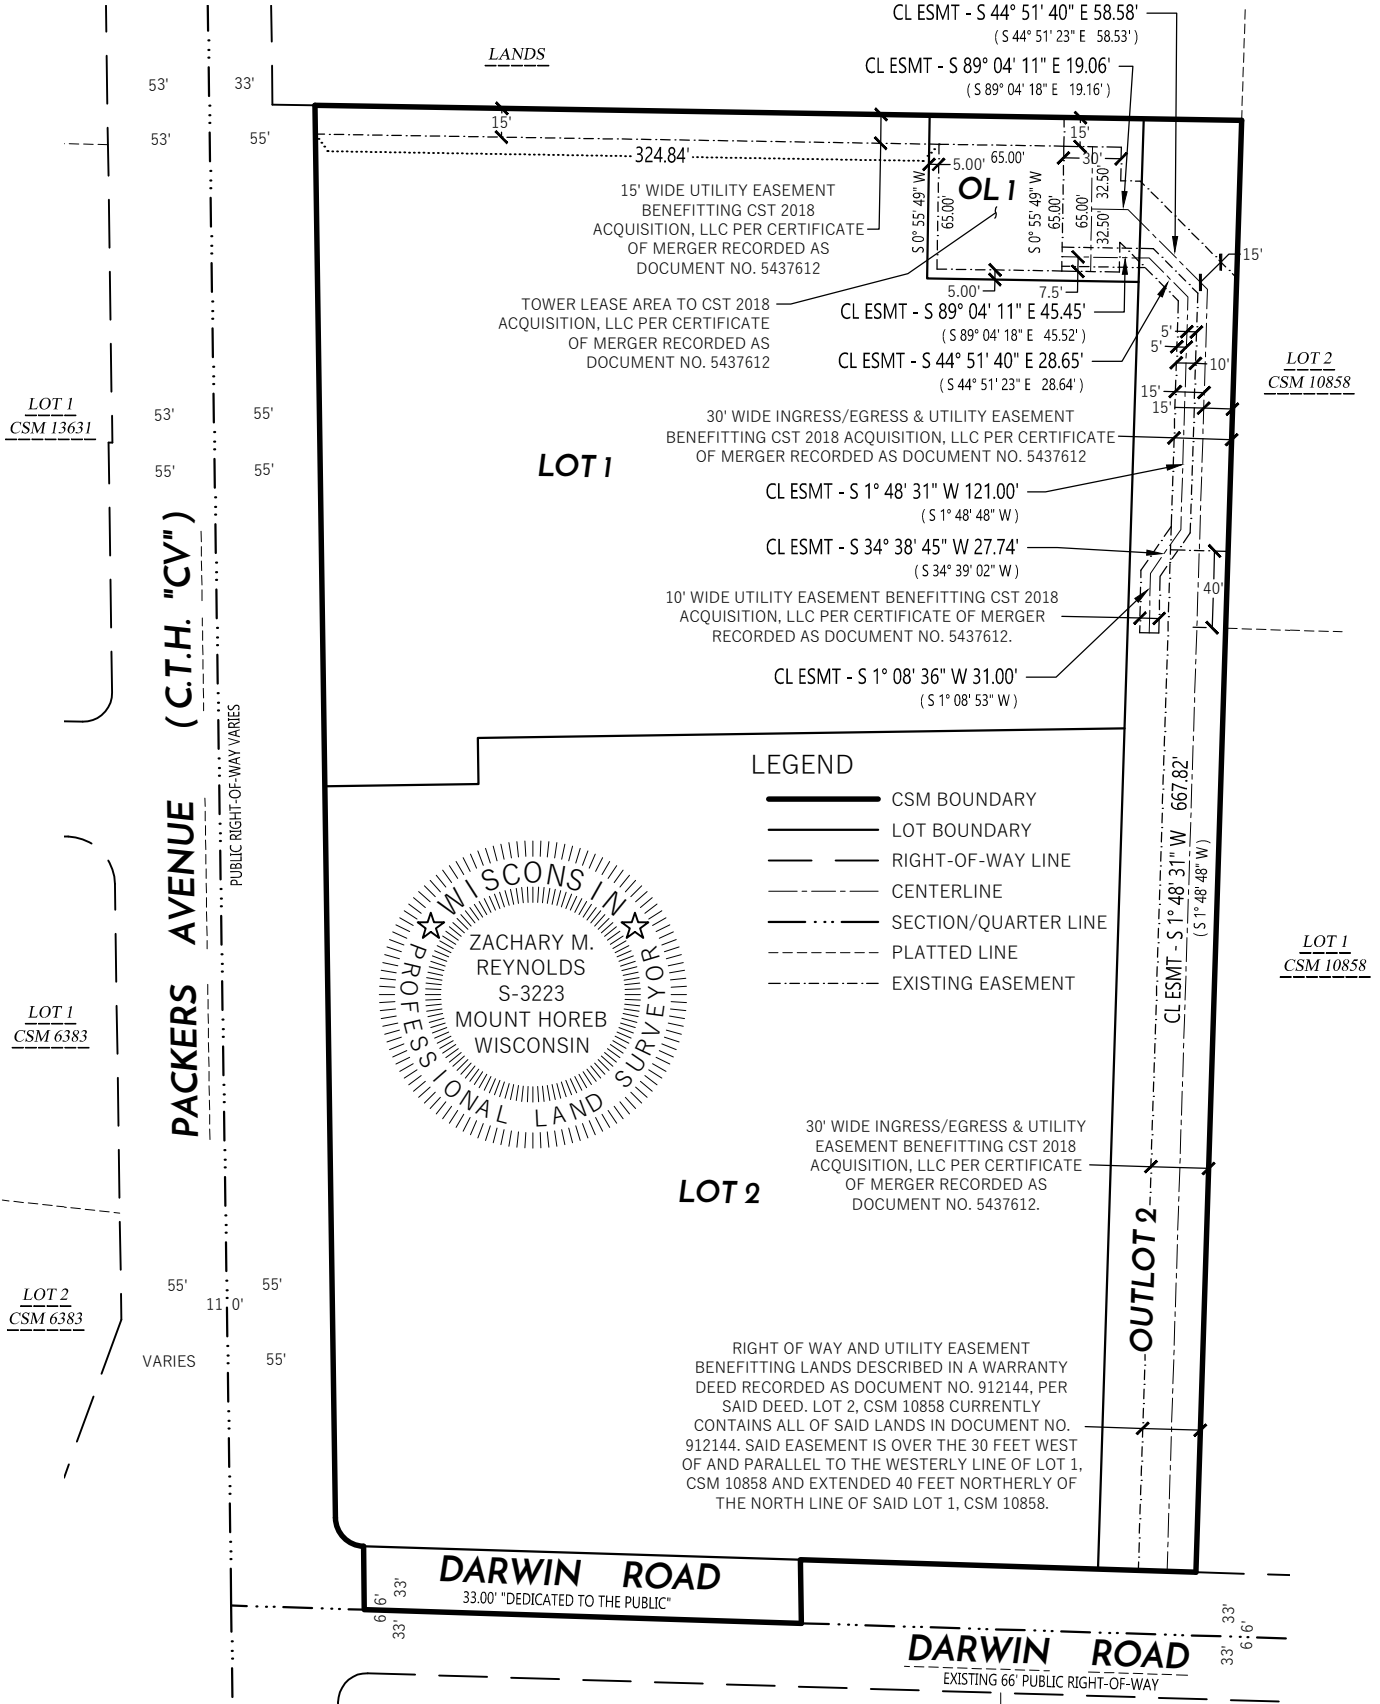 CL ESMT - S 44° 51' 40" E 58.58'
( S 44° 51' 23" E 58.53')
LANDS
CL ESMT - S 89° 04' 11" E 19.06'
( S 89° 04' 18" E 19.16')
53' 33'
53' 55'
15'
15'
324.84'
5.00' 65.00' 30'
OL 1
S 0° 55' 49" W
65.00'
S 0° 55' 49" W
65.00'
65.00'
32.50' 32.50'
15' WIDE UTILITY EASEMENT
BENEFITTING CST 2018
ACQUISITION, LLC PER CERTIFICATE
OF MERGER RECORDED AS
DOCUMENT NO. 5437612
15'
5.00' 7.5'
TOWER LEASE AREA TO CST 2018
ACQUISITION, LLC PER CERTIFICATE
OF MERGER RECORDED AS
DOCUMENT NO. 5437612
CL ESMT - S 89° 04' 11" E 45.45'
( S 89° 04' 18" E 45.52')
CL ESMT - S 44° 51' 40" E 28.65'
( S 44° 51' 23" E 28.64')
5'
5'
10'
15'
15'
LOT 2
CSM 10858
LOT 1
CSM 13631
53' 55'
55' 55'
30' WIDE INGRESS/EGRESS & UTILITY EASEMENT
BENEFITTING CST 2018 ACQUISITION, LLC PER CERTIFICATE
OF MERGER RECORDED AS DOCUMENT NO. 5437612
LOT 1
CL ESMT - S 1° 48' 31" W 121.00'
( S 1° 48' 48" W )
CL ESMT - S 34° 38' 45" W 27.74'
( S 34° 39' 02" W )
10' WIDE UTILITY EASEMENT BENEFITTING CST 2018
ACQUISITION, LLC PER CERTIFICATE OF MERGER
RECORDED AS DOCUMENT NO. 5437612.
40'
CL ESMT - S 1° 08' 36" W 31.00'
( S 1° 08' 53" W )
PACKERS AVENUE (C.T.H. "CV")
PUBLIC RIGHT-OF-WAY VARIES
LEGEND
CSM BOUNDARY
LOT BOUNDARY
RIGHT-OF-WAY LINE
CENTERLINE
SECTION/QUARTER LINE
PLATTED LINE
EXISTING EASEMENT
CL ESMT - S 1° 48' 31" W 667.82'
( S 1° 48' 48" W )
WISCONSIN
PROFESSIONAL LAND SURVEYOR
ZACHARY M.
REYNOLDS
S-3223
MOUNT HOREB
WISCONSIN
LOT 1
CSM 10858
LOT 1
CSM 6383
30' WIDE INGRESS/EGRESS & UTILITY
EASEMENT BENEFITTING CST 2018
ACQUISITION, LLC PER CERTIFICATE
OF MERGER RECORDED AS
DOCUMENT NO. 5437612.
LOT 2
OUTLOT 2
LOT 2
CSM 6383
55' 55'
110'
VARIES 55'
RIGHT OF WAY AND UTILITY EASEMENT
BENEFITTING LANDS DESCRIBED IN A WARRANTY
DEED RECORDED AS DOCUMENT NO. 912144, PER
SAID DEED. LOT 2, CSM 10858 CURRENTLY
CONTAINS ALL OF SAID LANDS IN DOCUMENT NO.
912144. SAID EASEMENT IS OVER THE 30 FEET WEST
OF AND PARALLEL TO THE WESTERLY LINE OF LOT 1,
CSM 10858 AND EXTENDED 40 FEET NORTHERLY OF
THE NORTH LINE OF SAID LOT 1, CSM 10858.
DARWIN ROAD
33.00' "DEDICATED TO THE PUBLIC"
66' 33'
33'
33'
33' 66'
DARWIN ROAD
EXISTING 66' PUBLIC RIGHT-OF-WAY